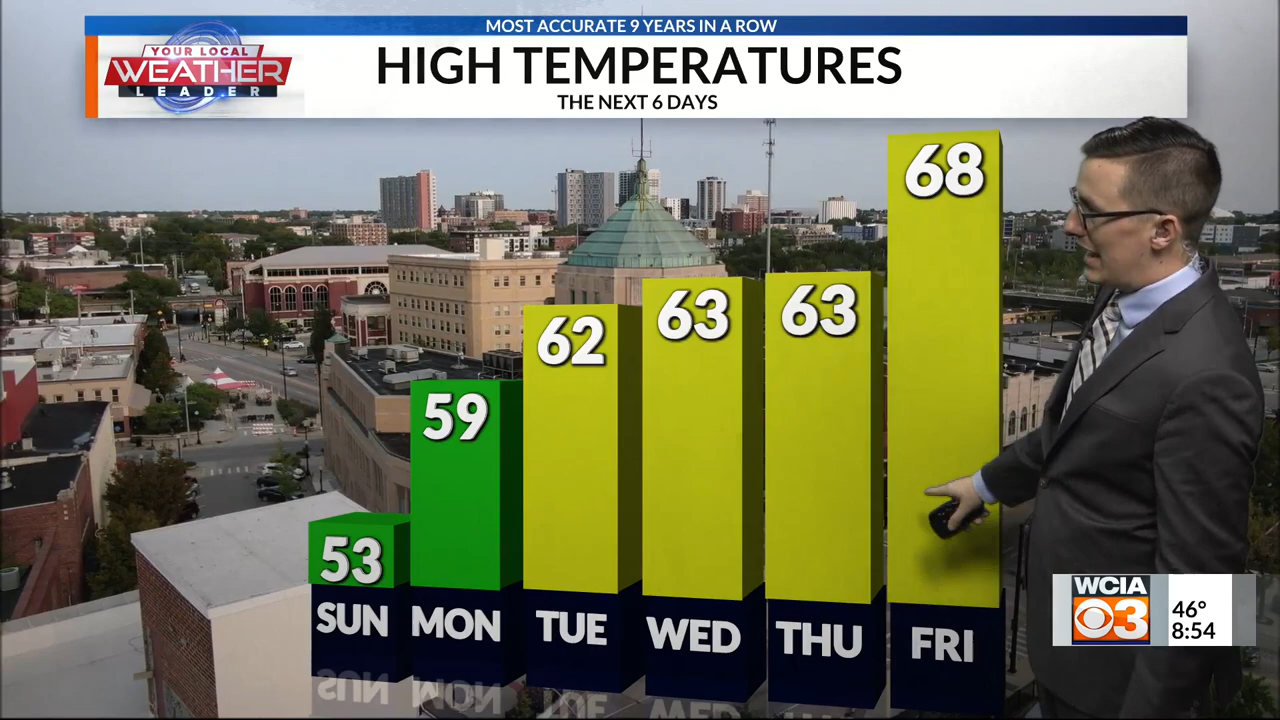 MOST ACCURATE 9 YEARS IN A ROW
YOUR LOCAL
WEATHER
LEADER
HIGH TEMPERATURES
THE NEXT 6 DAYS
53
59
62
63
63
68
SUN
MON
TUE
WED
THU
FRI
WCIA
3
46°
8:54